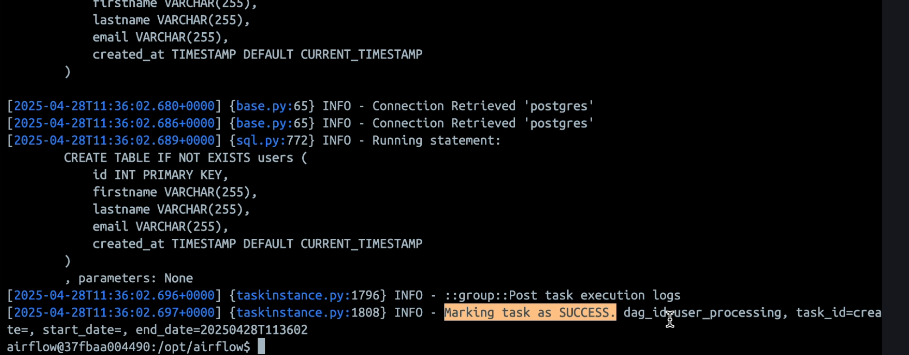 firstname VARCHAR(255),
lastname VARCHAR(255),
email VARCHAR(255),
created_at TIMESTAMP DEFAULT CURRENT_TIMESTAMP
)
[2025-04-28T11:36:02.680+0000] {base.py:65} INFO - Connection Retrieved 'postgres'
[2025-04-28T11:36:02.686+0000] {base.py:65} INFO - Connection Retrieved 'postgres'
[2025-04-28T11:36:02.689+0000] {sql.py:772} INFO - Running statement:
CREATE TABLE IF NOT EXISTS users (
id INT PRIMARY KEY,
firstname VARCHAR(255),
lastname VARCHAR(255),
email VARCHAR(255),
created_at TIMESTAMP DEFAULT CURRENT_TIMESTAMP
)
, parameters: None
[2025-04-28T11:36:02.696+0000] {taskinstance.py:1796} INFO - ::group::Post task execution logs
[2025-04-28T11:36:02.697+0000] {taskinstance.py:1808} INFO - Marking task as SUCCESS. dag_id=user_processing, task_id=crea
te=, start_date=, end_date=20250428T113602
airflow@37fbaa004490:/opt/airflow$